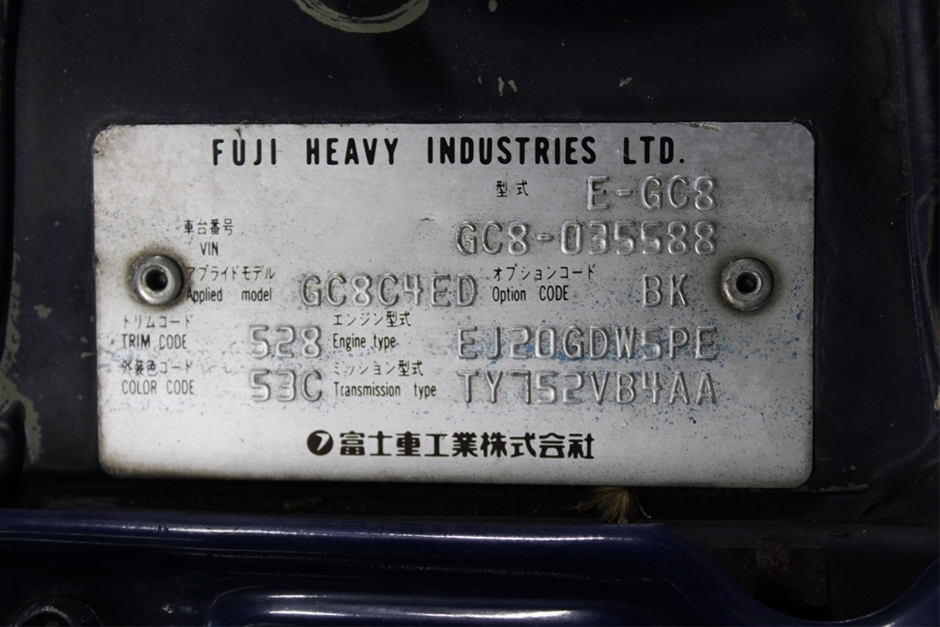 FUJI HEAVY INDUSTRIES LTD.
型式 E-GC8
車台番号 VIN GC8-035588
アプライドモデル Applied model GC8C4ED オプションコード Option CODE BK
トリムコード TRIM CODE 528 エンジン型式 Engine type EJ20GDW5PE
外装色コード COLOR CODE 53C ミッション型式 Transmission type TY752VB4AA
富士重工業株式会社